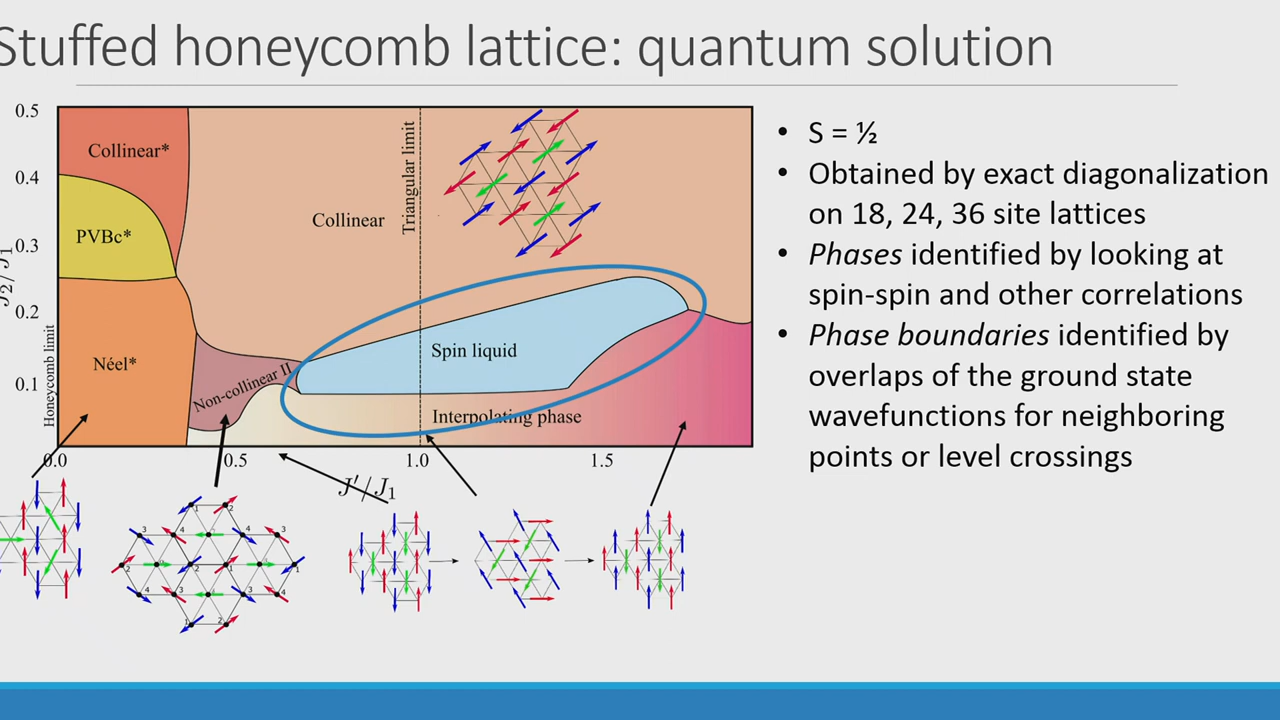 Stuffed honeycomb lattice: quantum solution
0.5
0.4
0.3
0.2
0.1
J₂/J₁
Collinear*
PVBc*
Néel*
Honeycomb limit
Collinear
Triangular limit
Spin liquid
Non-collinear II
Interpolating phase
0.0
0.5
1.0
1.5
J′/J₁
• S = ½
• Obtained by exact diagonalization
on 18, 24, 36 site lattices
• Phases identified by looking at
spin-spin and other correlations
• Phase boundaries identified by
overlaps of the ground state
wavefunctions for neighboring
points or level crossings